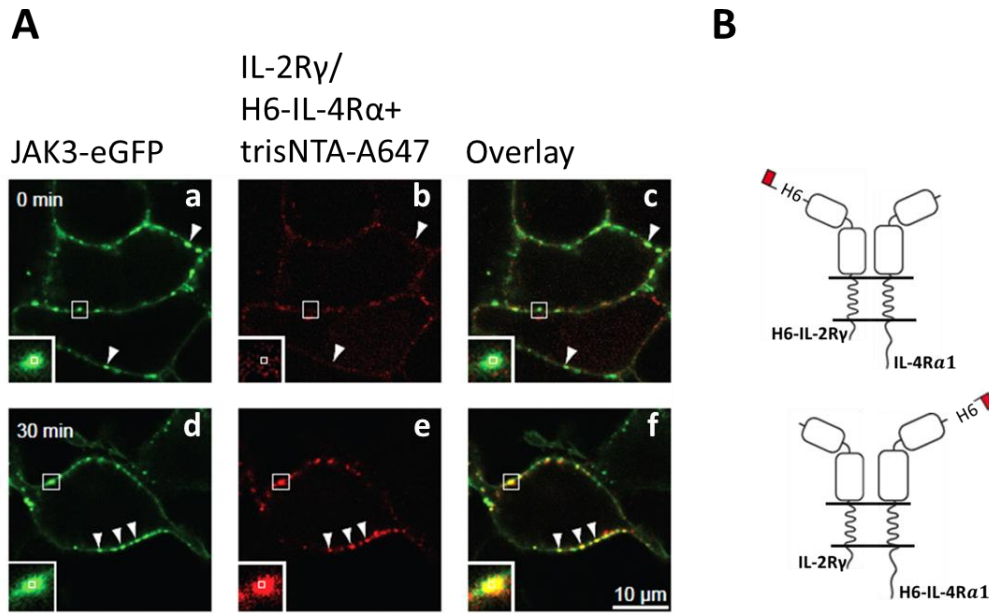 A
B
IL-2Rγ/
H6-IL-4Rα+
JAK3-eGFP trisNTA-A647 Overlay
0 min a b c
H6
H6-IL-2Rγ
IL-4Rα1
30 min d e f
H6
10 µm
IL-2Rγ
H6-IL-4Rα1